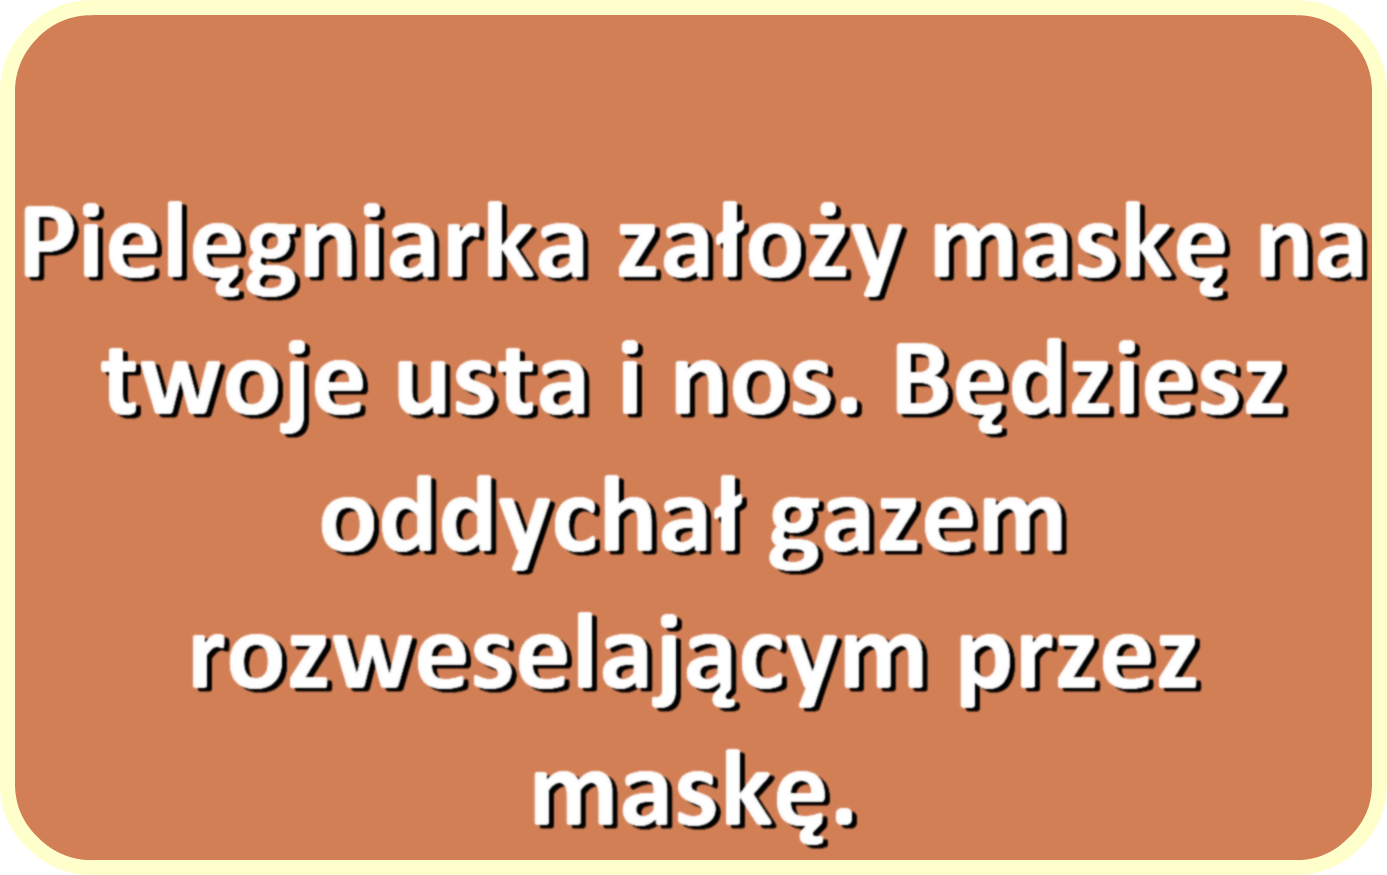 Pielęgniarka założy maskę na
twoje usta i nos. Będziesz
oddychał gazem
rozweselającym przez
maskę.